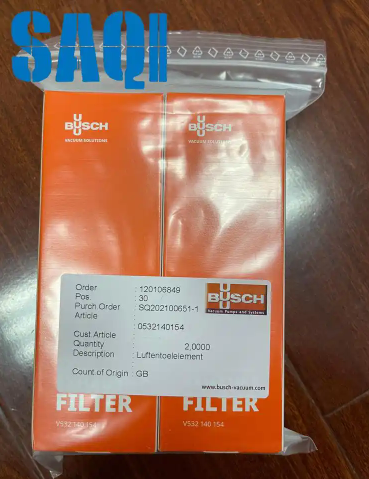 SAQI
BUSCH
VACUUM SOLUTIONS
BUSCH
VACUUM SOLUTIONS
Order : 120106849
Pos : 30
Purch Order : SQ202100651-1
Article
: 0532140154
Cust Article :
Quantity : 2,0000
Description : Luftentoelelement
Count of Origin : GB
BUSCH
Vacuum Pumps and Systems
www.busch-vacuum.com
FILTER
V532 140 154
FILTER
V532 140 154